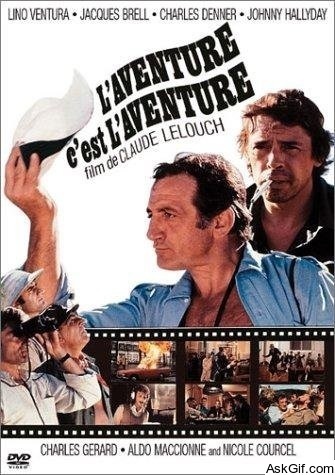 LINO VENTURA • JACQUES BRELL • CHARLES DENNER • JOHNNY HALLYDAY
L'AVENTURE
c'est L'AVENTURE
film de CLAUDE LELOUCH
DVD
VIDEO
CHARLES GERARD • ALDO MACCIONNE and NICOLE COURCEL
AskGif.com